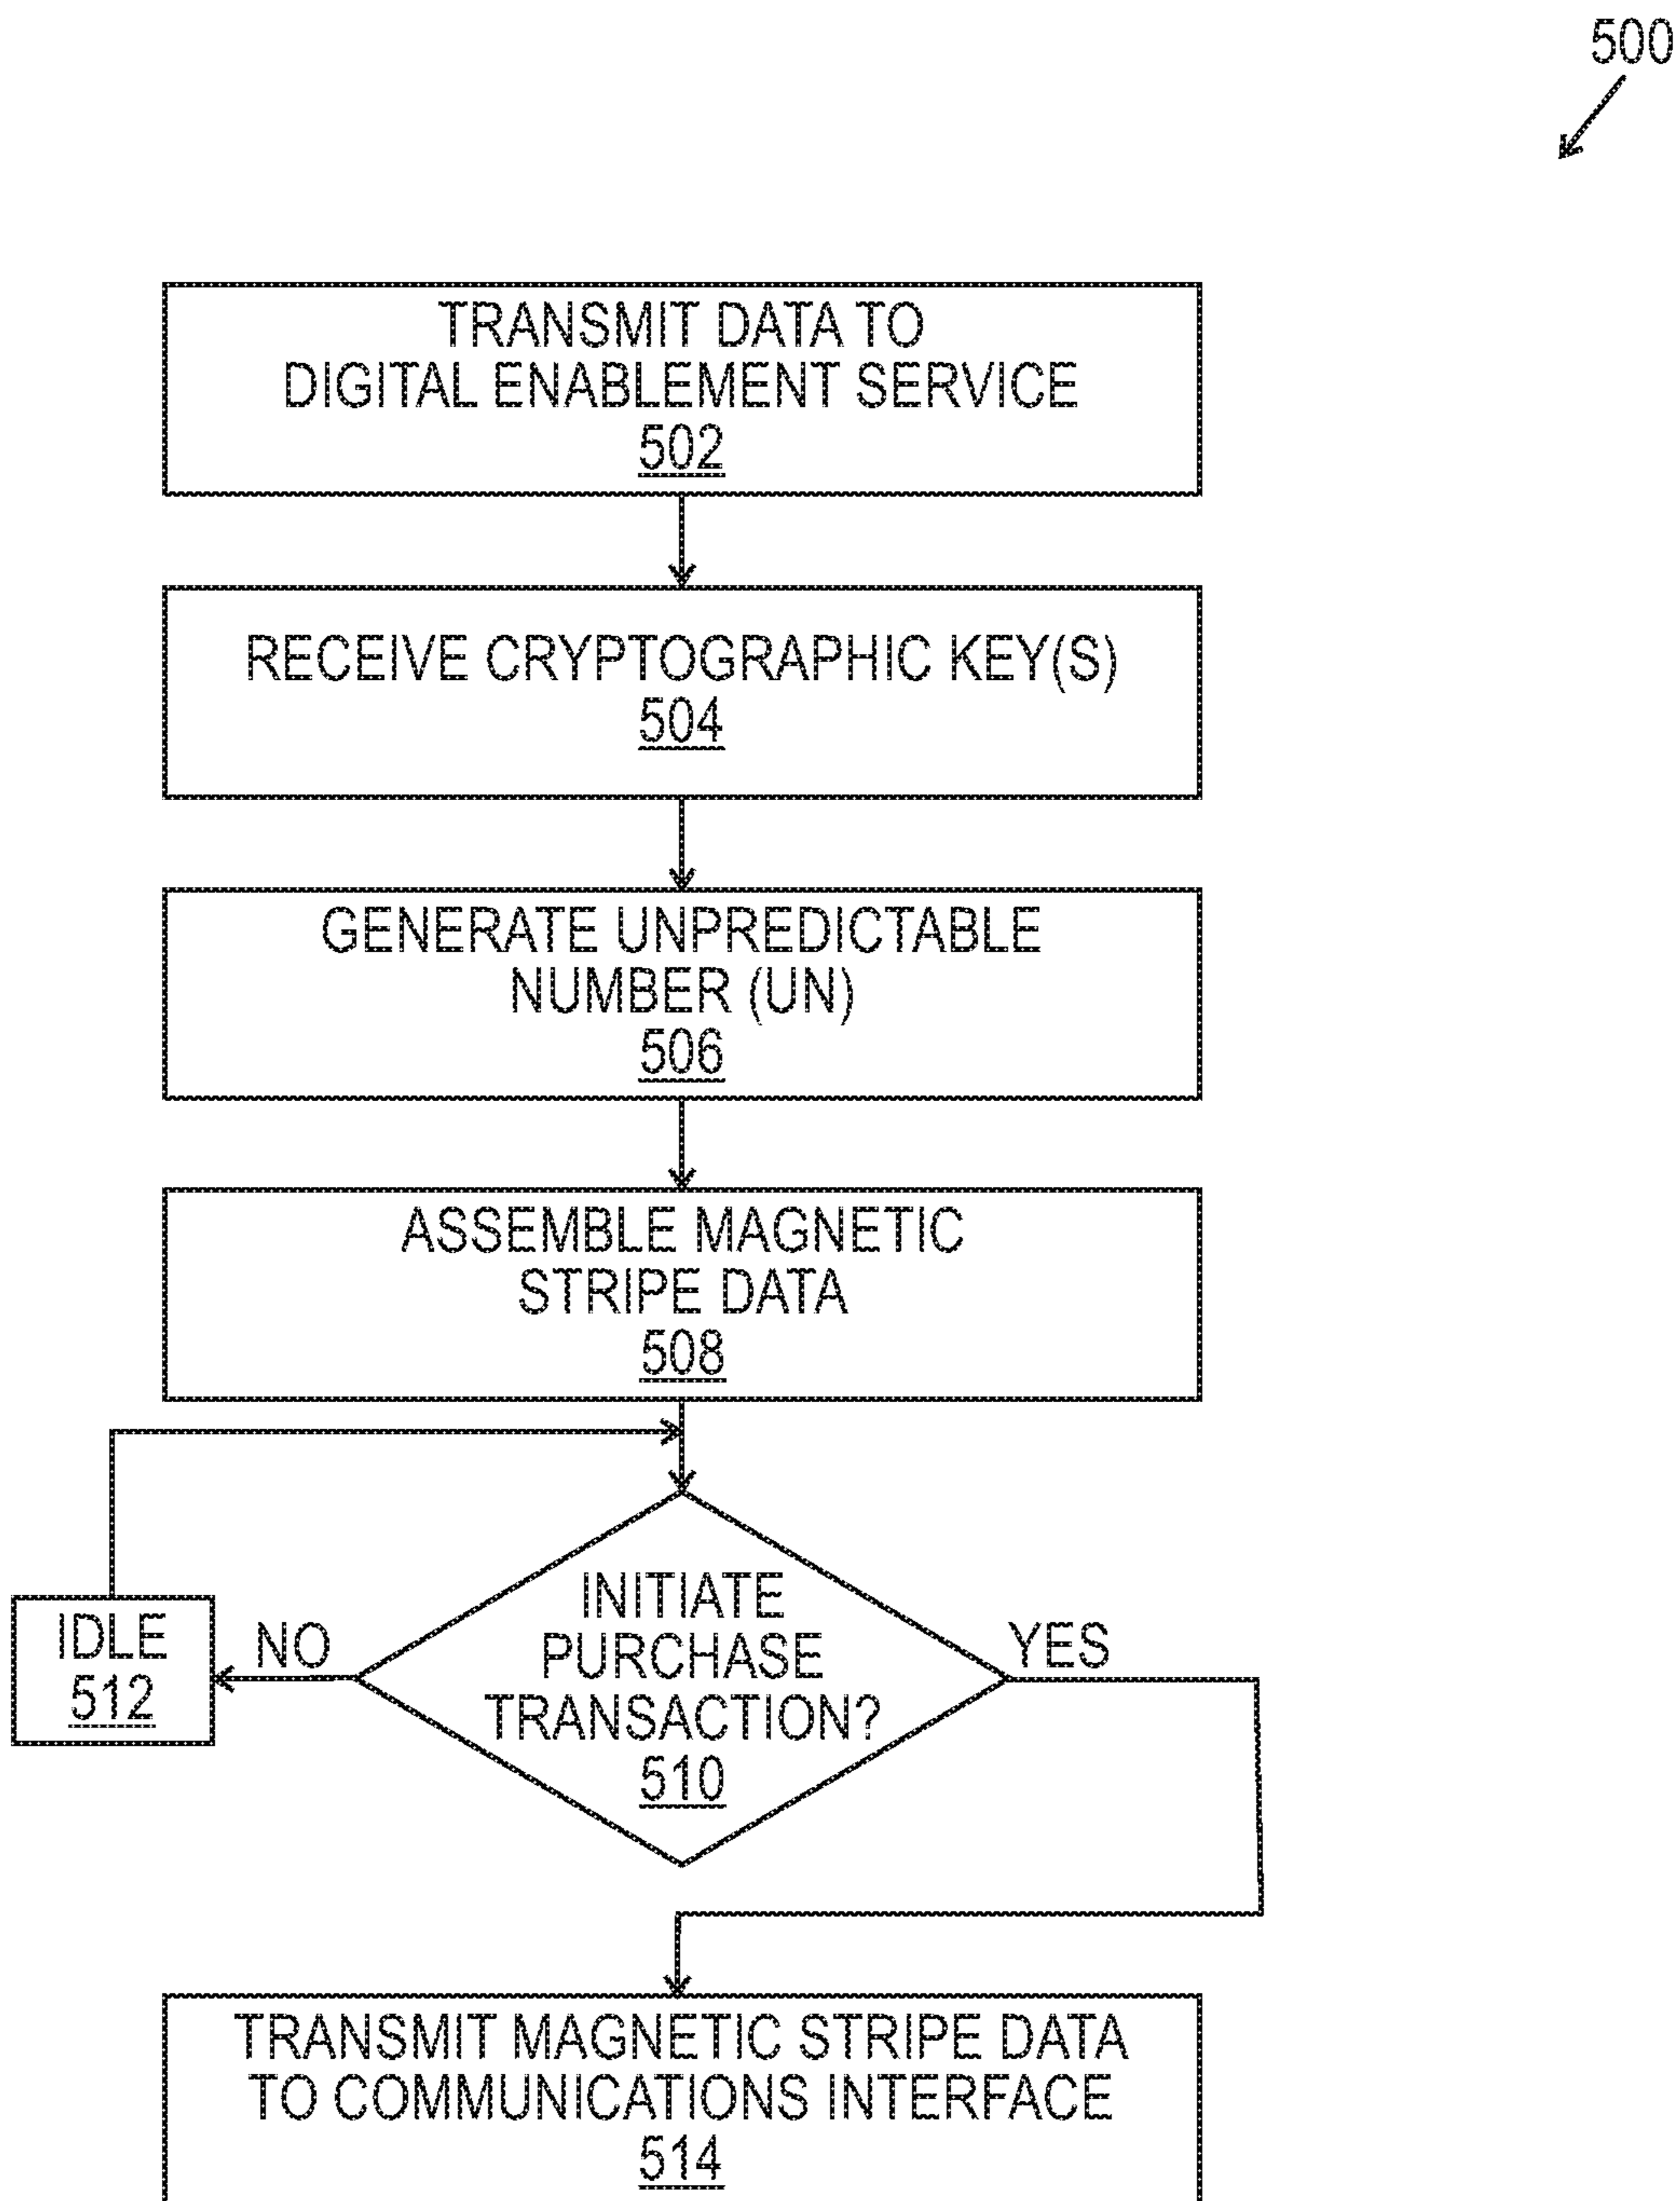 500
TRANSMIT DATA TO
DIGITAL ENABLEMENT SERVICE
502
RECEIVE CRYPTOGRAPHIC KEY(S)
504
GENERATE UNPREDICTABLE
NUMBER (UN)
506
ASSEMBLE MAGNETIC
STRIPE DATA
508
INITIATE
PURCHASE
TRANSACTION?
510
NO
IDLE
512
YES
TRANSMIT MAGNETIC STRIPE DATA
TO COMMUNICATIONS INTERFACE
514